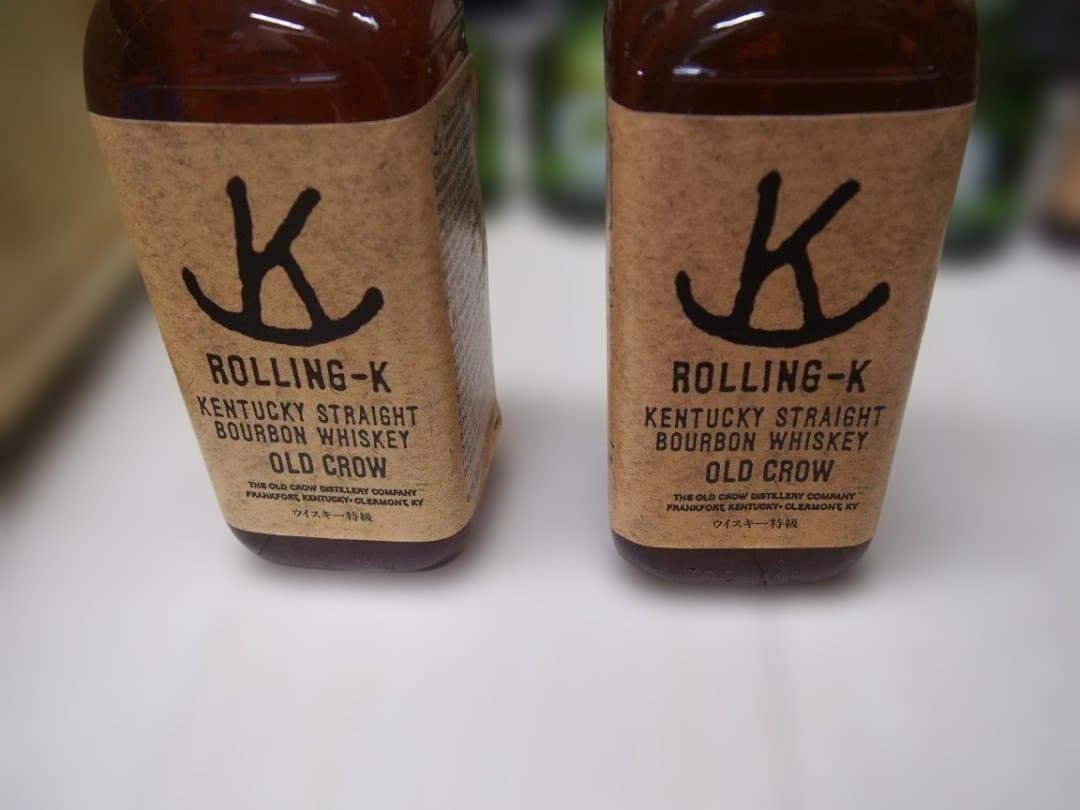 K
ROLLING-K
KENTUCKY STRAIGHT
BOURBON WHISKEY
OLD CROW
THE OLD CROW DISTILLERY COMPANY
FRANKFORT, KENTUCKY • CLERMONT, KY
ウイスキー特級
K
ROLLING-K
KENTUCKY STRAIGHT
BOURBON WHISKEY
OLD CROW
THE OLD CROW DISTILLERY COMPANY
FRANKFORT, KENTUCKY • CLERMONT, KY
ウイスキー特級